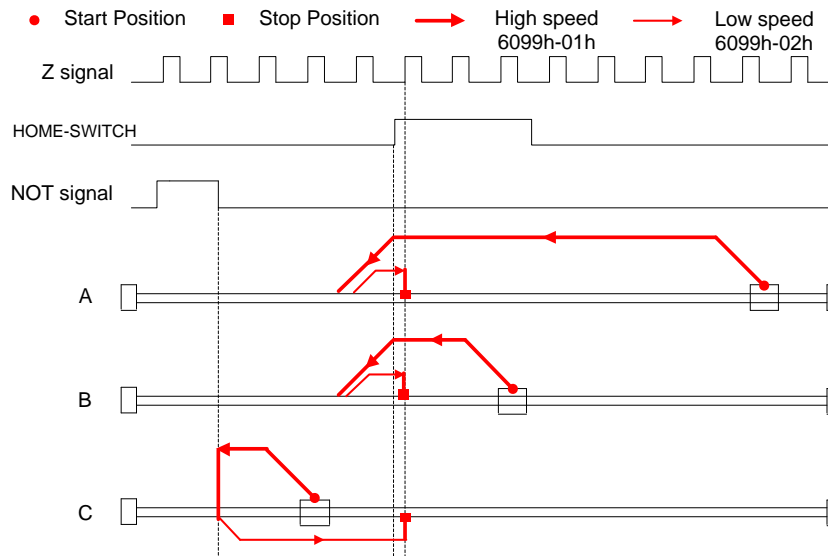 Start Position
Stop Position
High speed
6099h-01h
Low speed
6099h-02h
Z signal
HOME-SWITCH
NOT signal
A
B
C